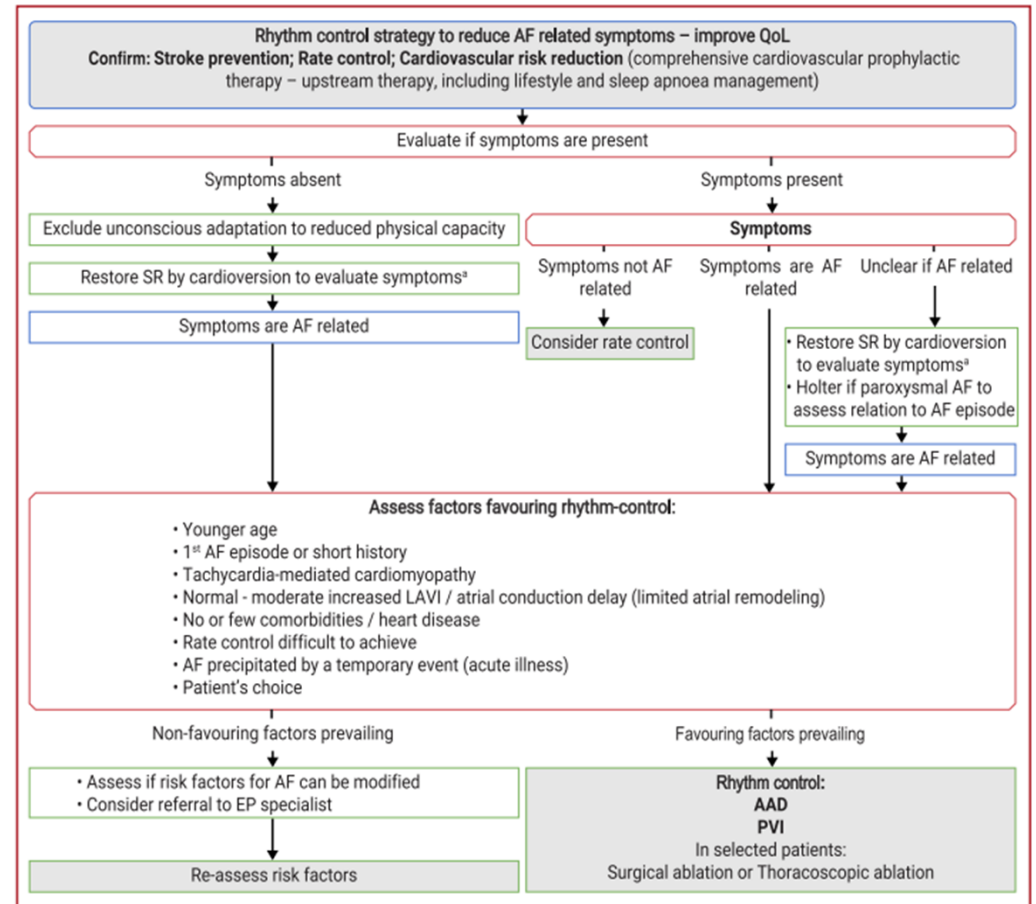 Rhythm control strategy to reduce AF related symptoms – improve QoL
Confirm: Stroke prevention; Rate control; Cardiovascular risk reduction (comprehensive cardiovascular prophylactic
therapy – upstream therapy, including lifestyle and sleep apnoea management)
Evaluate if symptoms are present
Symptoms absent
Exclude unconscious adaptation to reduced physical capacity
Restore SR by cardioversion to evaluate symptomsᵃ
Symptoms are AF related
Symptoms present
Symptoms
Symptoms not AF
related
Consider rate control
Symptoms are AF
related
Unclear if AF related
• Restore SR by cardioversion
to evaluate symptomsᵃ
• Holter if paroxysmal AF to
assess relation to AF episode
Symptoms are AF related
Assess factors favouring rhythm-control:
• Younger age
• 1ˢᵗ AF episode or short history
• Tachycardia-mediated cardiomyopathy
• Normal - moderate increased LAVI / atrial conduction delay (limited atrial remodeling)
• No or few comorbidities / heart disease
• Rate control difficult to achieve
• AF precipitated by a temporary event (acute illness)
• Patient's choice
Non-favouring factors prevailing
• Assess if risk factors for AF can be modified
• Consider referral to EP specialist
Re-assess risk factors
Favouring factors prevailing
Rhythm control:
AAD
PVI
In selected patients:
Surgical ablation or Thoracoscopic ablation